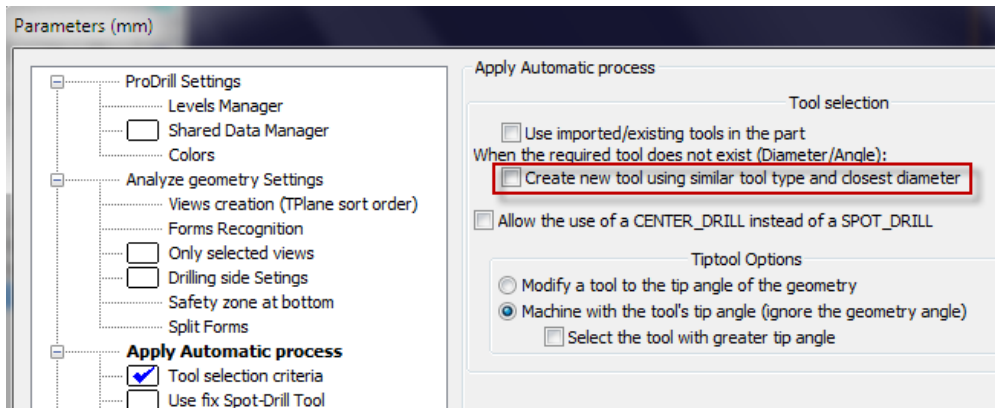 Parameters (mm)
ProDrill Settings
Levels Manager
Shared Data Manager
Colors
Analyze geometry Settings
Views creation (TPlane sort order)
Forms Recognition
Only selected views
Drilling side Setings
Safety zone at bottom
Split Forms
Apply Automatic process
Tool selection criteria
Use fix Spot-Drill Tool
Apply Automatic process
Tool selection
Use imported/existing tools in the part
When the required tool does not exist (Diameter/Angle):
Create new tool using similar tool type and closest diameter
Allow the use of a CENTER_DRILL instead of a SPOT_DRILL
Tiptool Options
Modify a tool to the tip angle of the geometry
Machine with the tool's tip angle (ignore the geometry angle)
Select the tool with greater tip angle